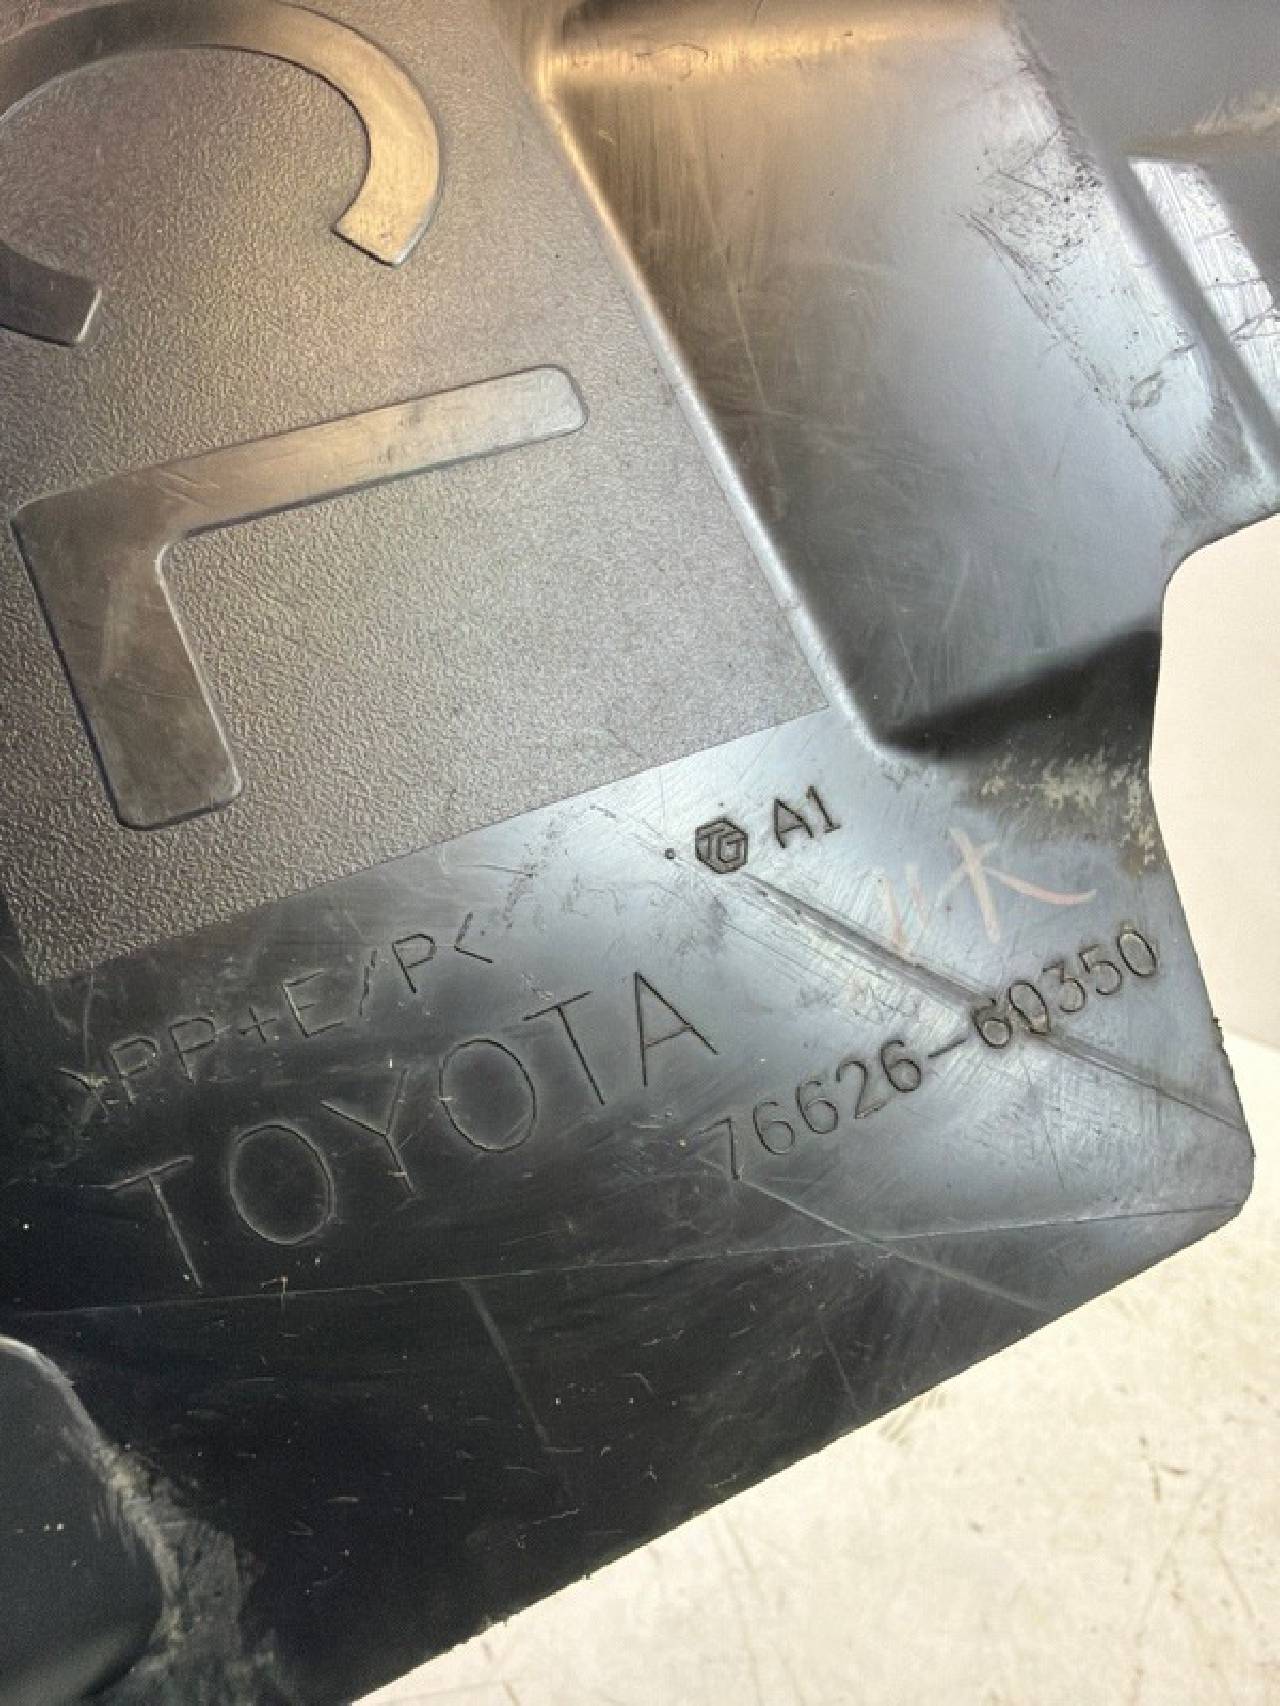 L
TG A1
>PP+E/P<
TOYOTA
76626-60350